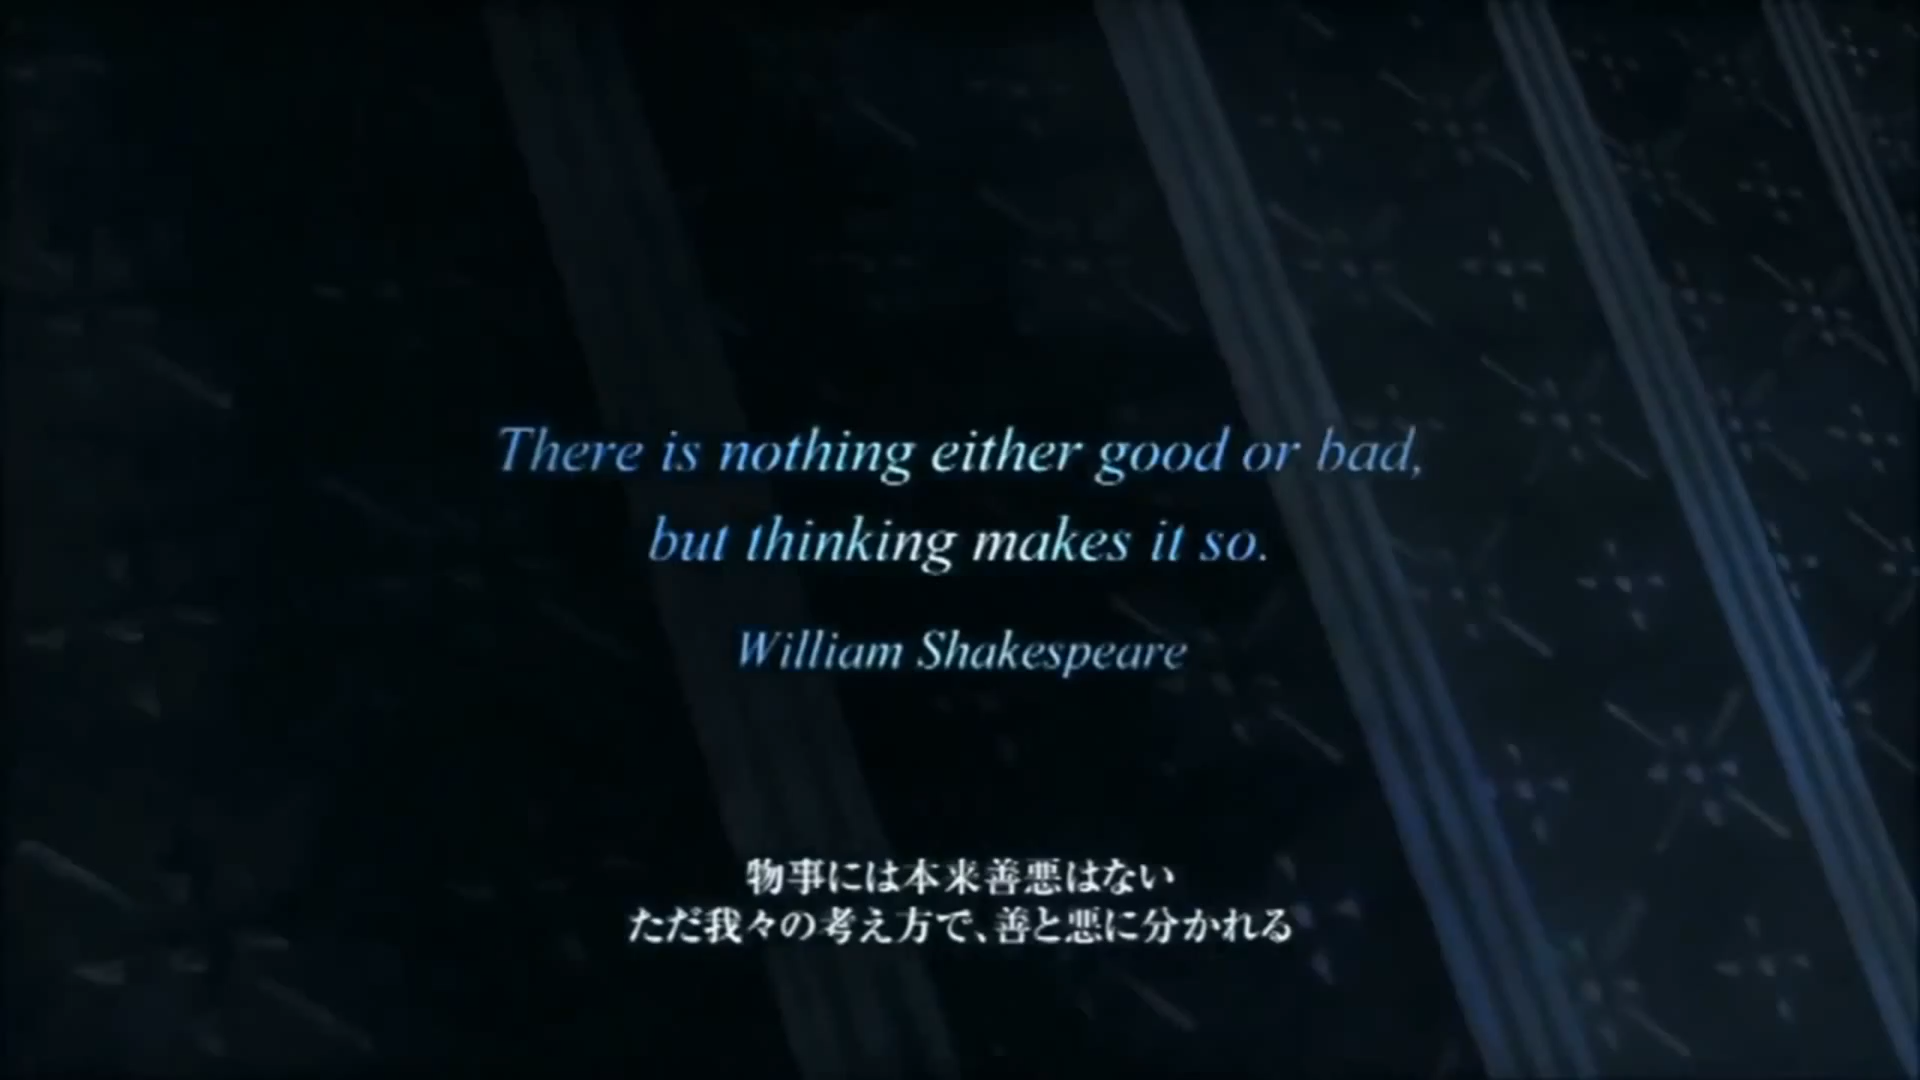 There is nothing either good or bad,
but thinking makes it so.
William Shakespeare
物事には本来善悪はない
ただ我々の考え方で、善と悪に分かれる